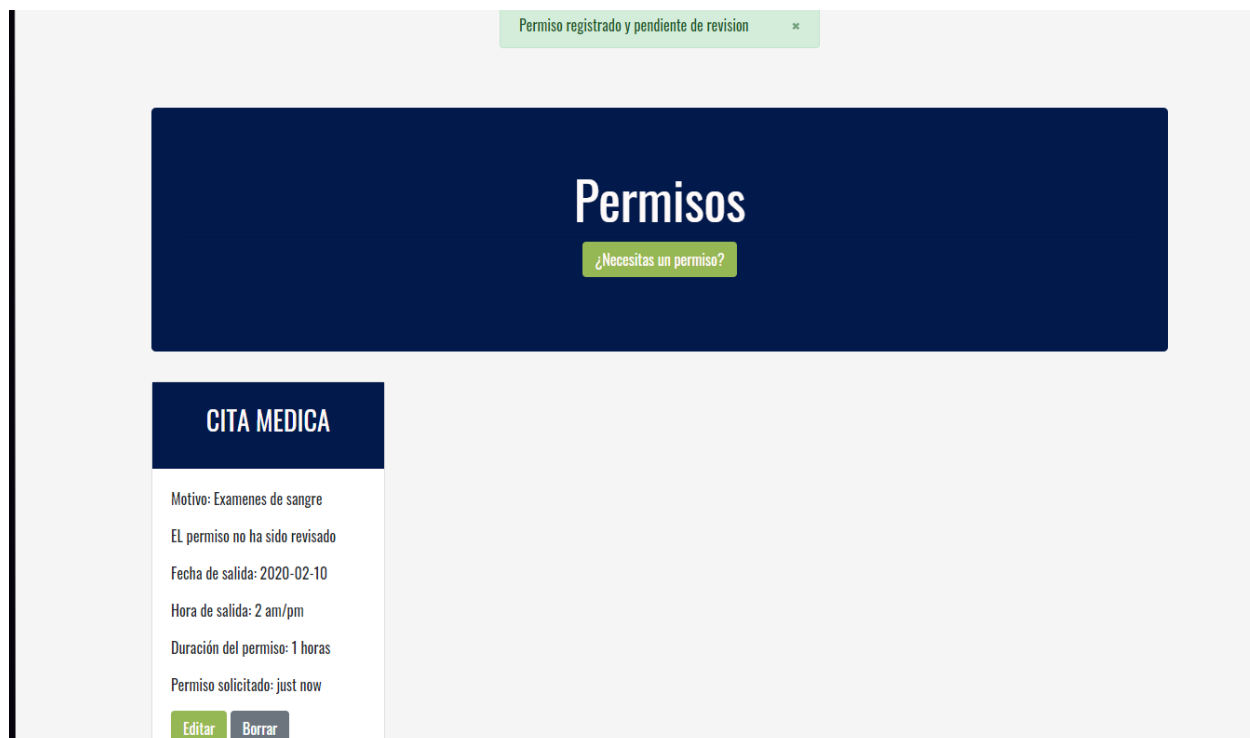 Permiso registrado y pendiente de revision ×
Permisos
¿Necesitas un permiso?
CITA MEDICA
Motivo: Examenes de sangre
EL permiso no ha sido revisado
Fecha de salida: 2020-02-10
Hora de salida: 2 am/pm
Duración del permiso: 1 horas
Permiso solicitado: just now
Editar Borrar